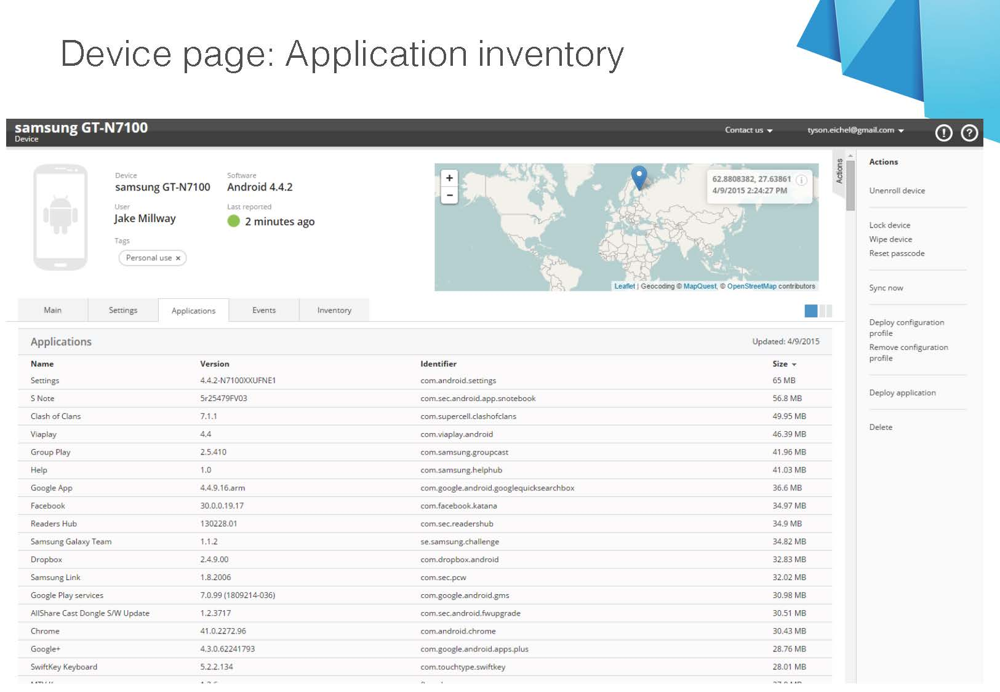 Device page: Application inventory
samsung GT-N7100
Device
Contact us
tyson.eichel@gmail.com
Device
samsung GT-N7100
Software
Android 4.4.2
User
Jake Millway
Last reported
2 minutes ago
Tags
Personal use ×
+
−
62.8808382, 27.63861
4/9/2015 2:24:27 PM
Leaflet | Geocoding © MapQuest, © OpenStreetMap contributors
Actions
Actions
Unenroll device
Lock device
Wipe device
Reset passcode
Sync now
Deploy configuration
profile
Remove configuration
profile
Deploy application
Delete
Main Settings Applications Events Inventory
Applications Updated: 4/9/2015
Name Version Identifier Size
Settings 4.4.2-N7100XXUFNE1 com.android.settings 65 MB
S Note 5r25479FV03 com.sec.android.app.snotebook 56.8 MB
Clash of Clans 7.1.1 com.supercell.clashofclans 49.95 MB
Viaplay 4.4 com.viaplay.android 46.39 MB
Group Play 2.5.410 com.samsung.groupcast 41.96 MB
Help 1.0 com.samsung.helphub 41.03 MB
Google App 4.4.9.16.arm com.google.android.googlequicksearchbox 36.6 MB
Facebook 30.0.0.19.17 com.facebook.katana 34.97 MB
Readers Hub 130228.01 com.sec.readershub 34.9 MB
Samsung Galaxy Team 1.1.2 se.samsung.challenge 34.82 MB
Dropbox 2.4.9.00 com.dropbox.android 32.83 MB
Samsung Link 1.8.2006 com.sec.pcw 32.02 MB
Google Play services 7.0.99 (1809214-036) com.google.android.gms 30.98 MB
AllShare Cast Dongle S/W Update 1.2.3717 com.sec.android.fwupgrade 30.51 MB
Chrome 41.0.2272.96 com.android.chrome 30.43 MB
Google+ 4.3.0.62241793 com.google.android.apps.plus 28.76 MB
SwiftKey Keyboard 5.2.2.134 com.touchtype.swiftkey 28.01 MB